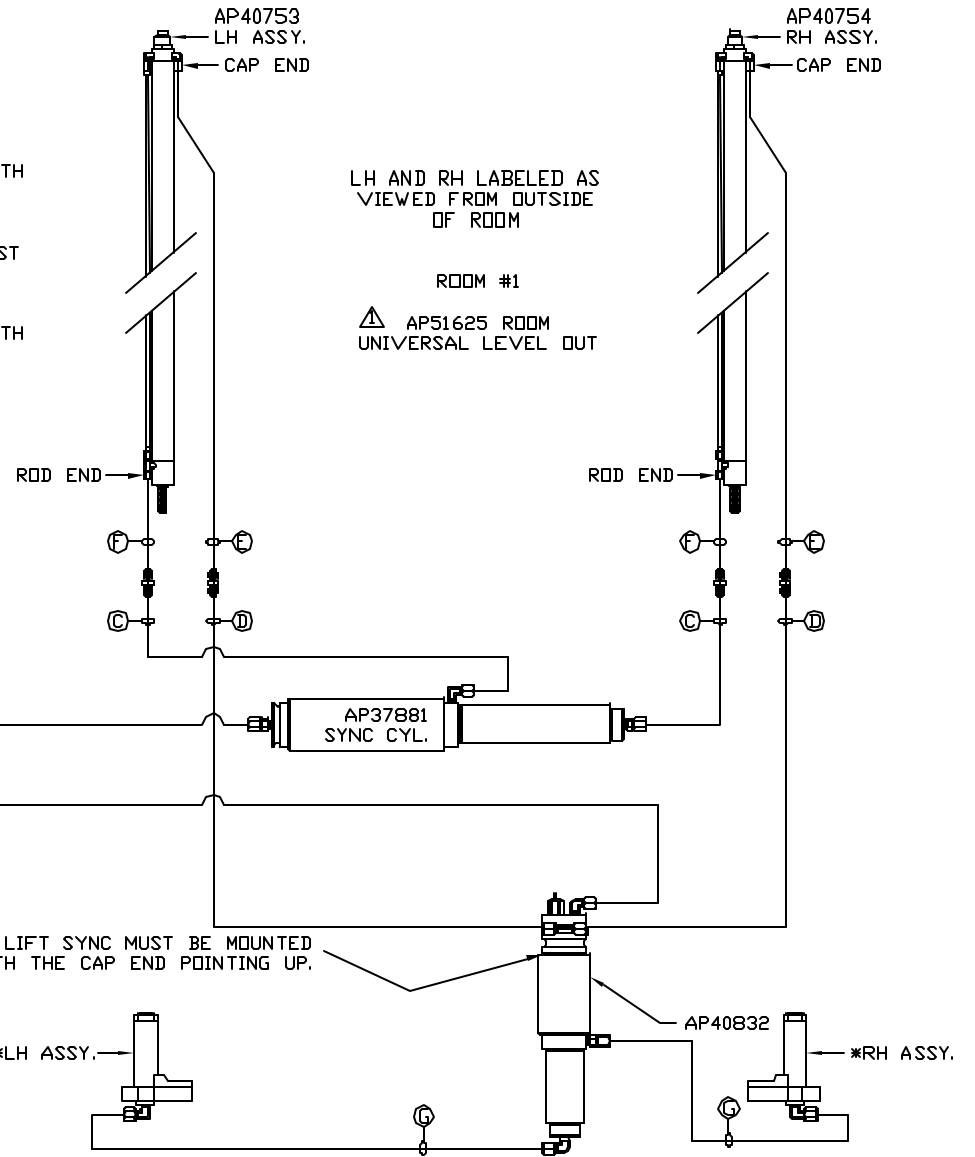 AP40753
LH ASSY.
CAP END
AP40754
RH ASSY.
CAP END
TH
LH AND RH LABELED AS
VIEWED FROM OUTSIDE
OF ROOM
ST
ROOM #1
1 AP51625 ROOM
UNIVERSAL LEVEL OUT
TH
ROD END
ROD END
F
E
F
E
C
D
C
D
AP37881
SYNC CYL.
LIFT SYNC MUST BE MOUNTED
TH THE CAP END POINTING UP.
AP40832
*LH ASSY.
*RH ASSY.
G
G